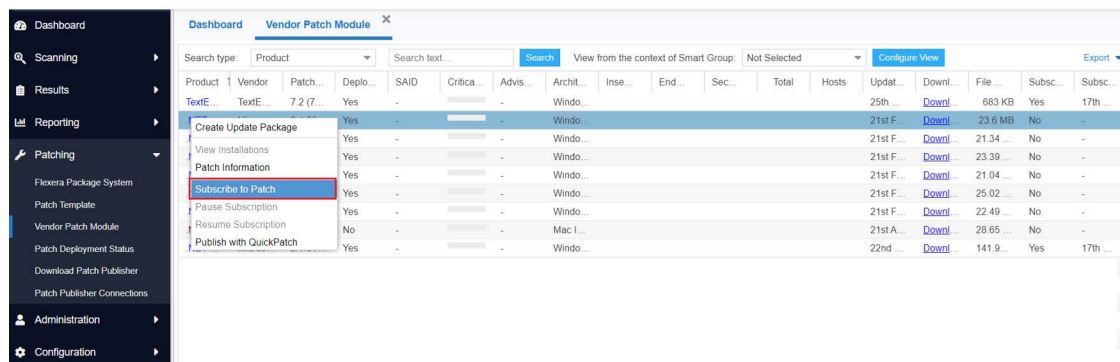 Dashboard
Scanning
Results
Reporting
Patching
Flexera Package System
Patch Template
Vendor Patch Module
Patch Deployment Status
Download Patch Publisher
Patch Publisher Connections
Administration
Configuration
Dashboard Vendor Patch Module
Search type: Product Search text... Search View from the context of Smart Group: Not Selected Configure View Export
Product 1 Vendor Patch... Deplo... SAID Critica... Advis... Archit... Inse... End... Sec... Total Hosts Updat... Downl... File ... Subsc... Subsc...
TextE... TextE... 7.2 (7... Yes - - Windo... 25th ... Downl... 683 KB Yes 17th ...
Yes - - Windo... 21st F... Downl... 23.6 MB No -
Yes - - Windo... 21st F... Downl... 21.34 ... No -
Yes - - Windo... 21st F... Downl... 23.39 ... No -
Yes - - Windo... 21st F... Downl... 21.04 ... No -
Yes - - Windo... 21st F... Downl... 25.02 ... No -
Yes - - Windo... 21st F... Downl... 22.49 ... No -
No - - Mac I... 21st A... Downl... 28.65 ... No -
Yes - - Windo... 22nd ... Downl... 141.9... Yes 17th ...
Create Update Package
View Installations
Patch Information
Subscribe to Patch
Pause Subscription
Resume Subscription
Publish with QuickPatch